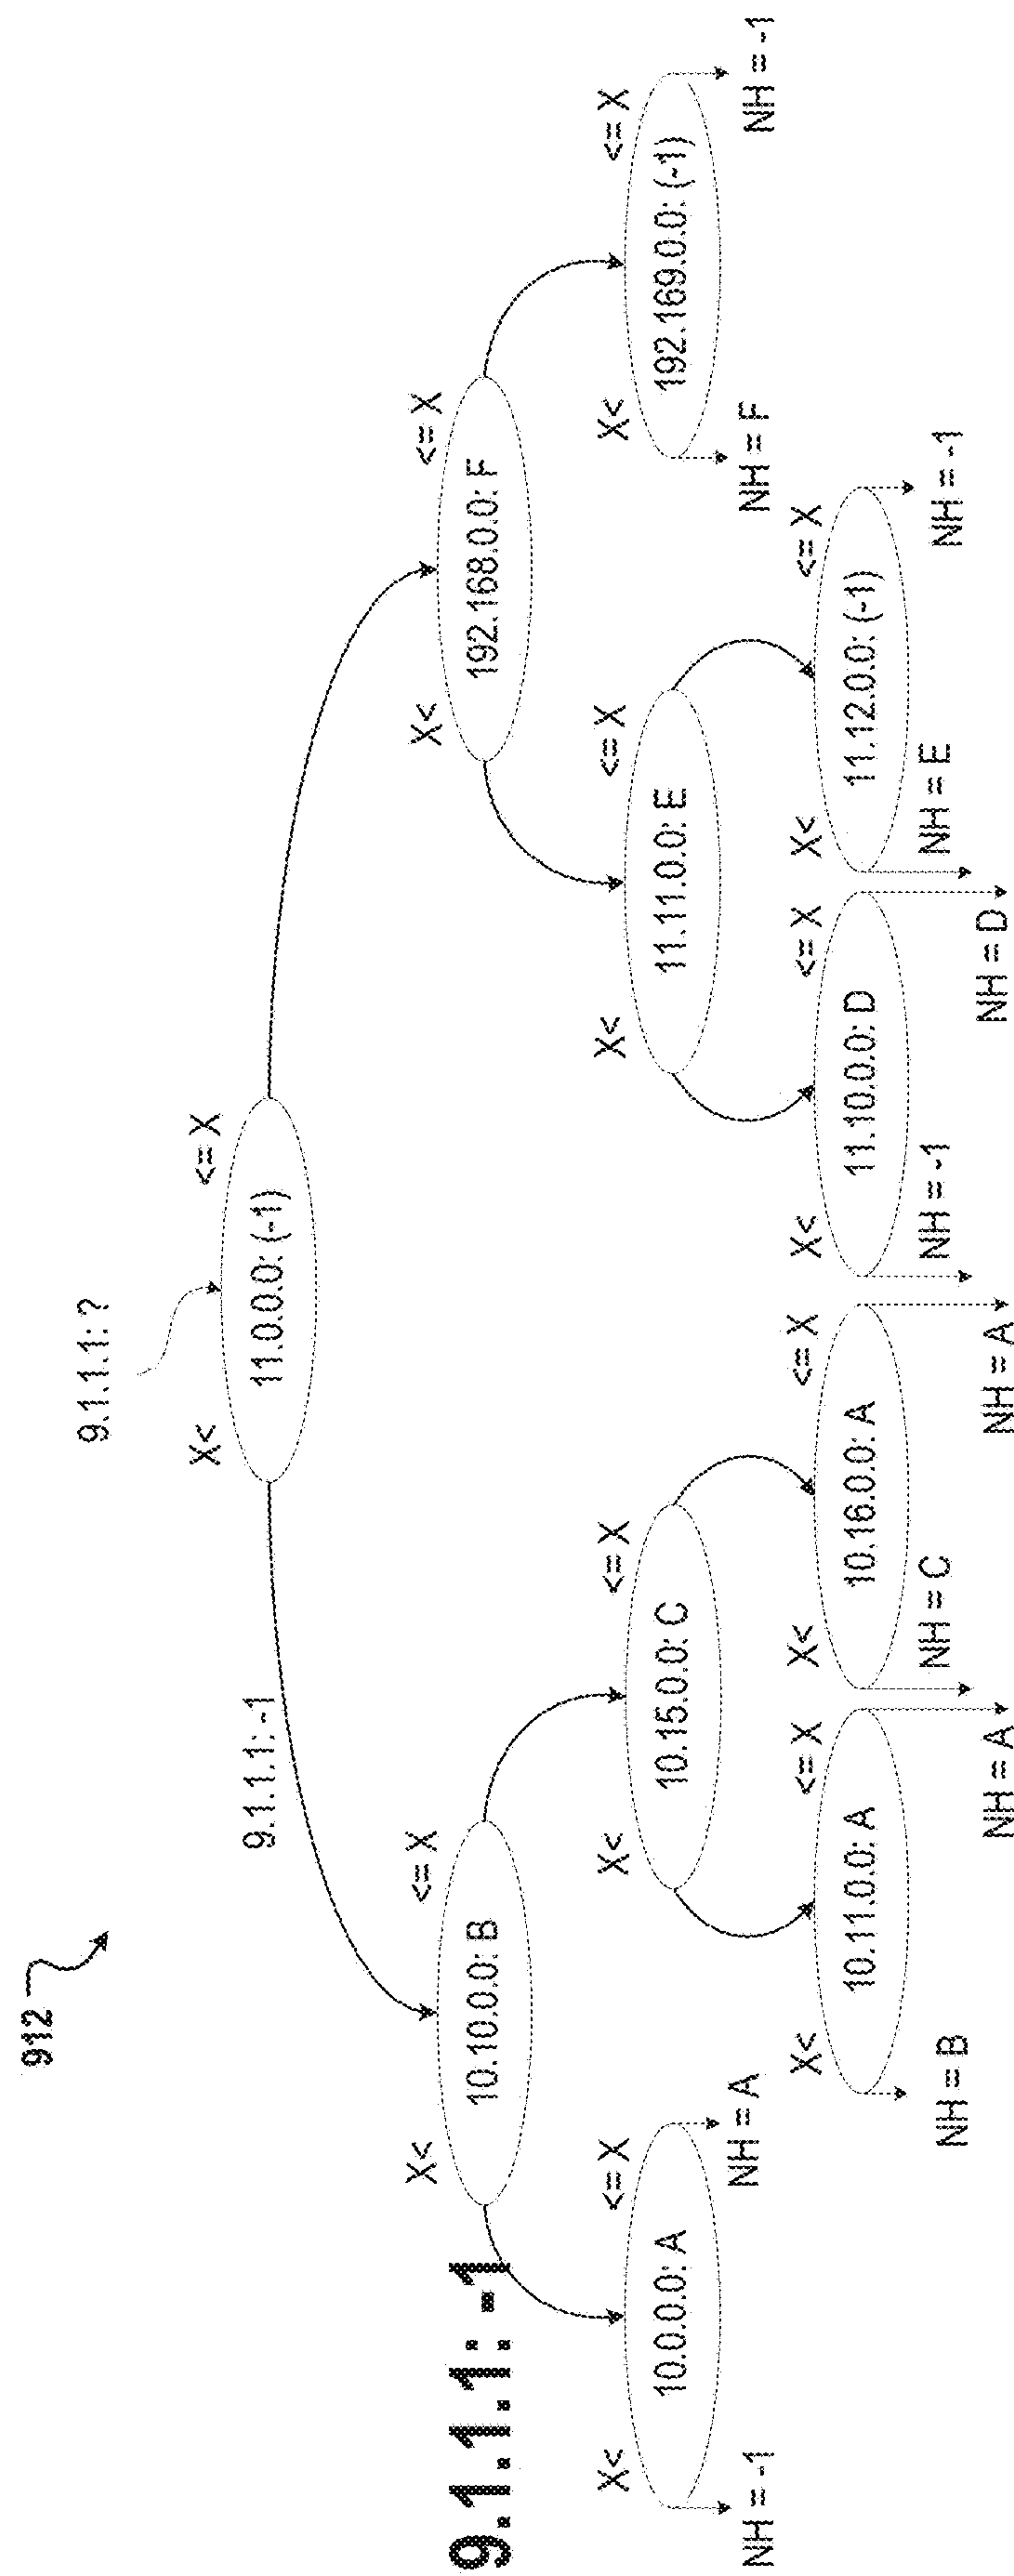 912
9.1.1.1: ?
X<
<= X
11.0.0.0: (-1)
9.1.1.1: -1
X<
<= X
10.10.0.0: B
X<
<= X
192.168.0.0: F
9.1.1.1: -1
X<
<= X
10.0.0.0: A
NH = -1
NH = A
X<
<= X
10.15.0.0: C
X<
<= X
11.11.0.0: E
X<
<= X
192.169.0.0: (-1)
NH = F
NH = -1
X<
<= X
10.11.0.0: A
NH = B
NH = A
X<
<= X
10.16.0.0: A
NH = C
NH = A
X<
<= X
11.10.0.0: D
NH = -1
NH = D
X<
<= X
11.12.0.0: (-1)
NH = E
NH = -1